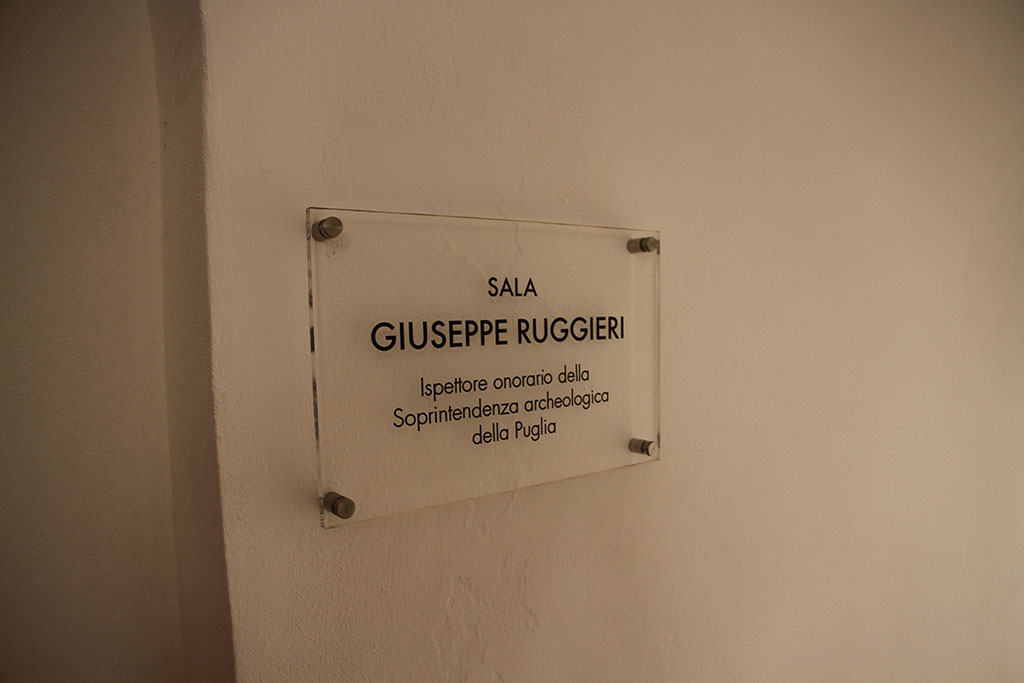 SALA
GIUSEPPE RUGGIERI
Ispettore onorario della
Soprintendenza archeologica
della Puglia